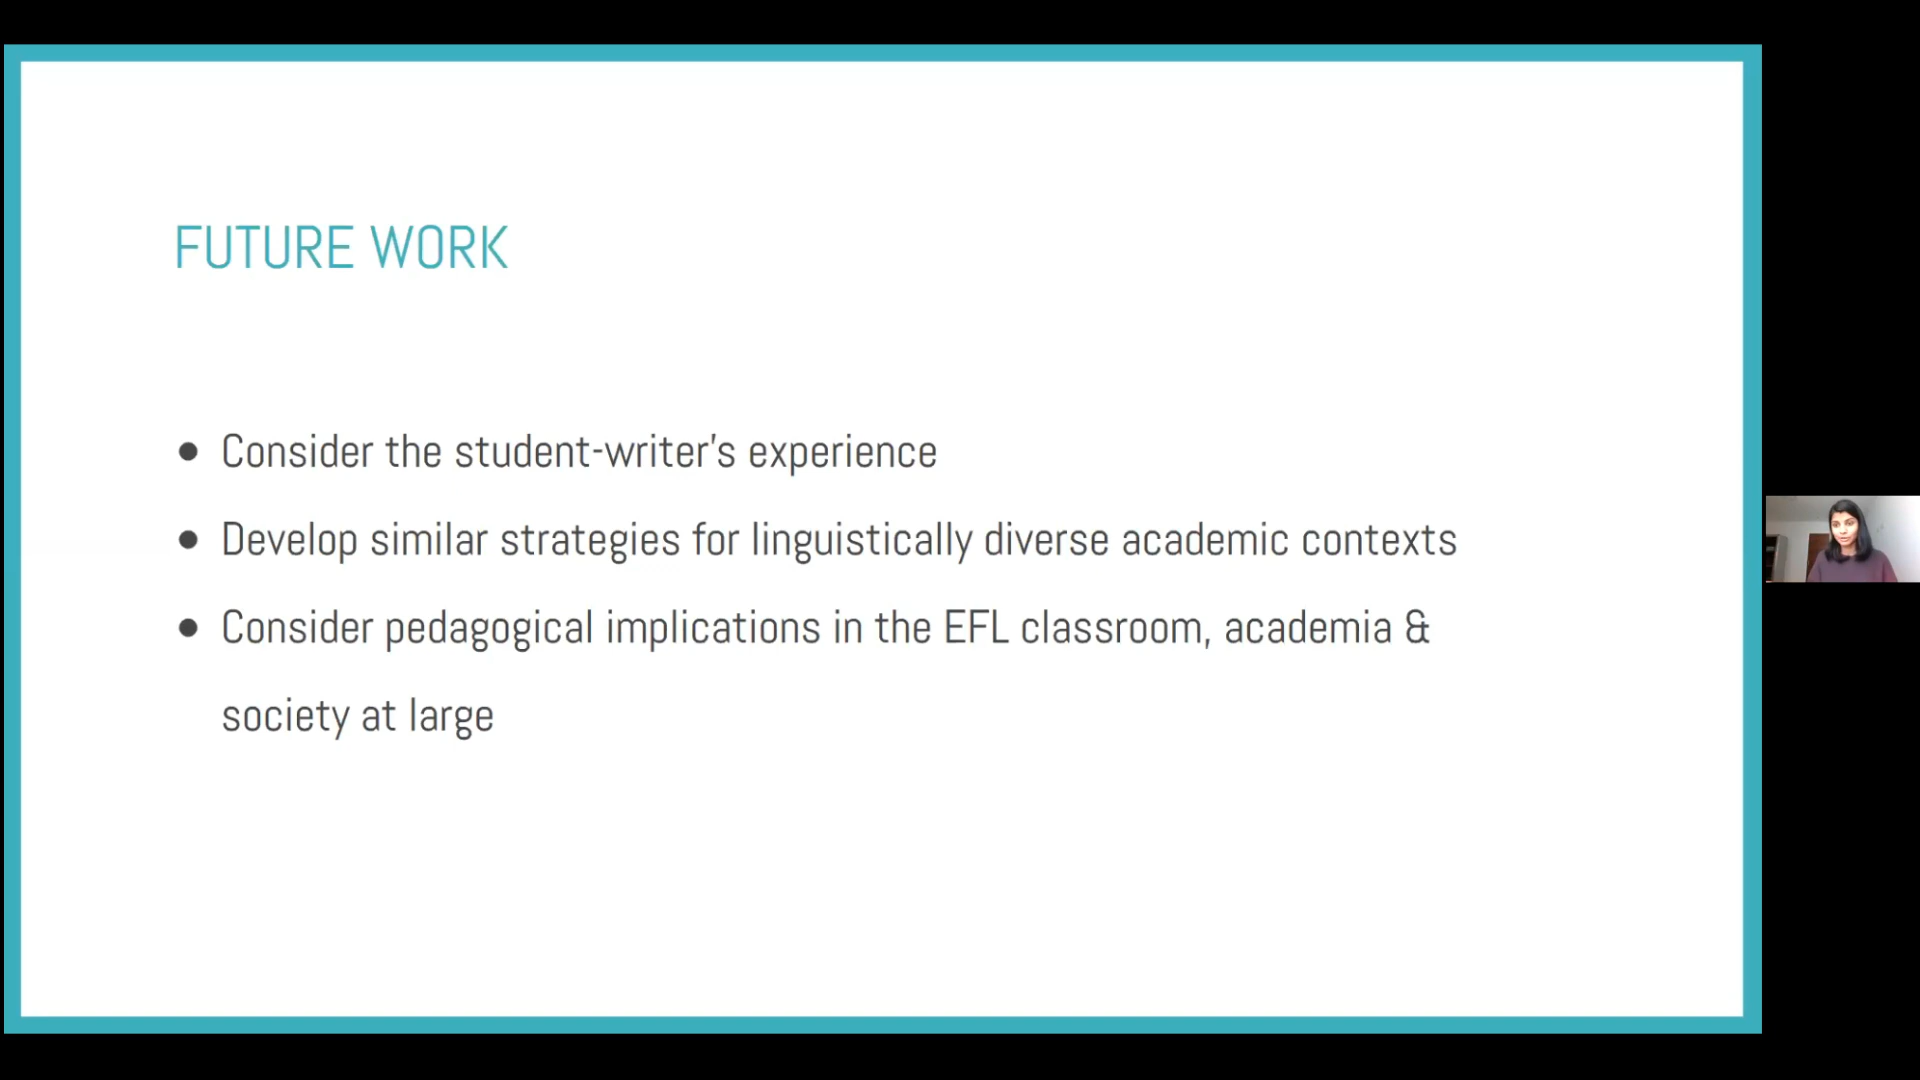 FUTURE WORK
● Consider the student-writer’s experience
● Develop similar strategies for linguistically diverse academic contexts
● Consider pedagogical implications in the EFL classroom, academia &
society at large